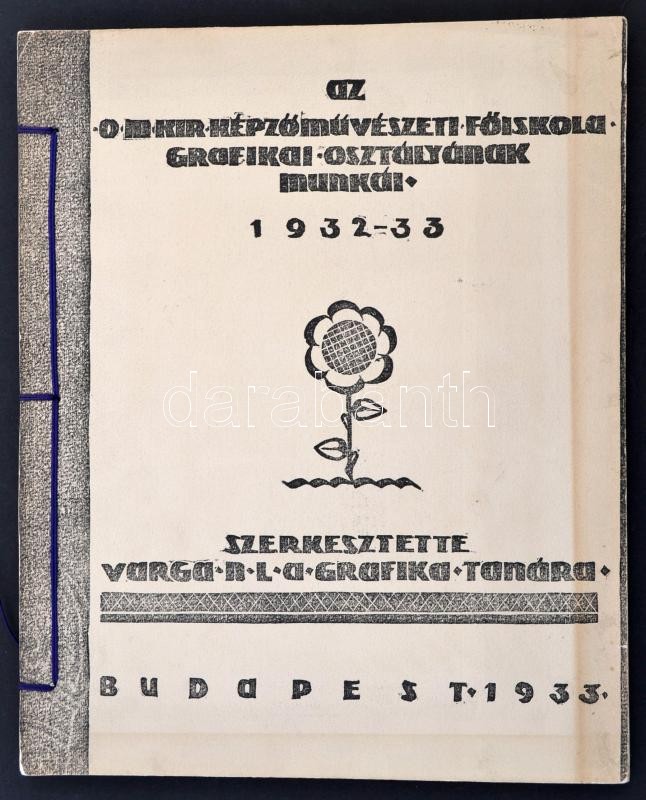 az
·O·M·KIR·KÉPZŐMŰVÉSZETI·FŐISKOLA·
GRAFIKAI·OSZTÁLYÁNAK
MUNKÁI·
1932-33
darabanth
SZERKESZTETTE
VARGA·N·L·A·GRAFIKA·TANÁRA·
BUDAPEST·1933·